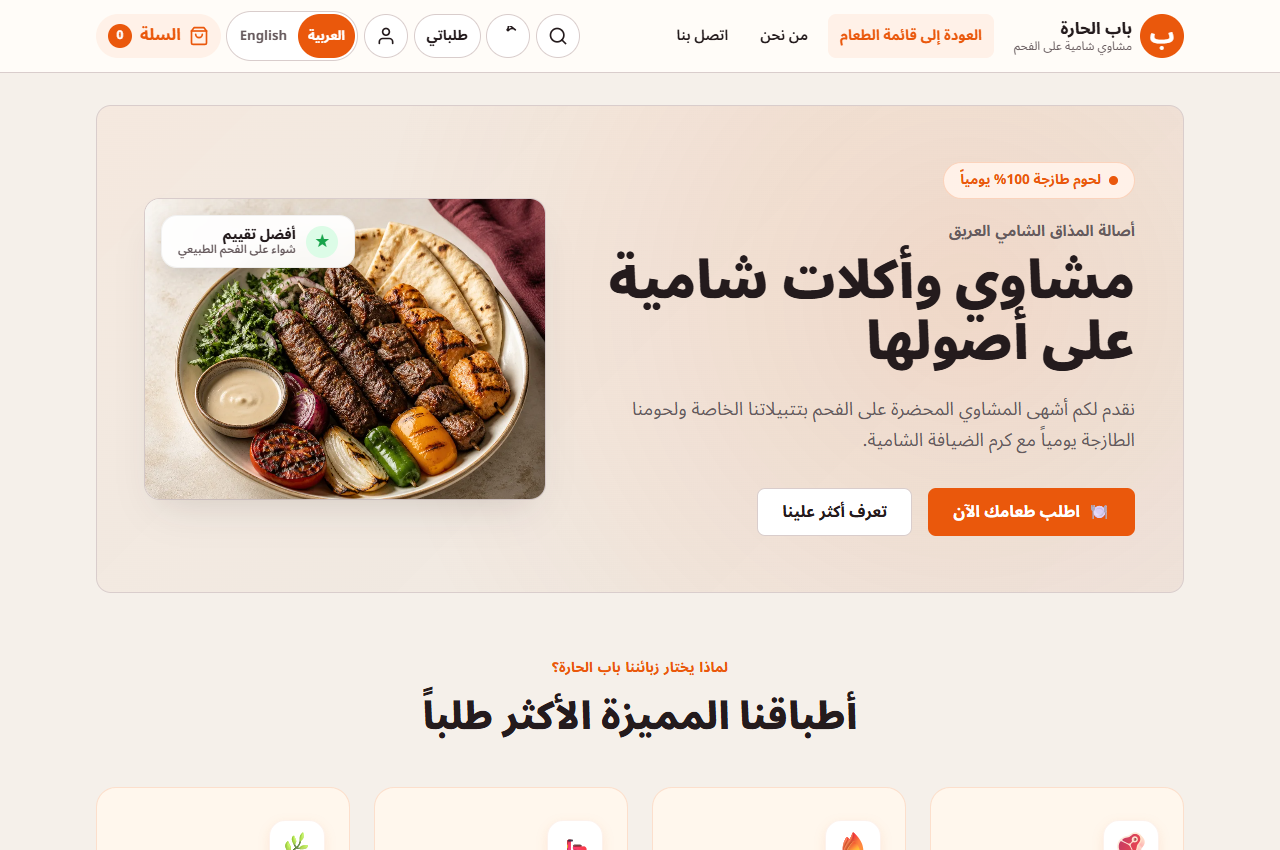 باب الحارة
مشاوي شامية على الفحم
العودة إلى قائمة الطعام
من نحن
اتصل بنا
طلباتي
العربية
English
السلة
0
ب
لحوم طازجة 100% يومياً
أصالة المذاق الشامي العريق
مشاوي وأكلات شامية
على أصولها
نقدم لكم أشهى المشاوي المحضرة على الفحم بتتبيلاتنا الخاصة ولحومنا
الطازجة يومياً مع كرم الضيافة الشامية.
اطلب طعامك الآن
تعرف أكثر علينا
أفضل تقييم
شواء على الفحم الطبيعي
لماذا يختار زبائننا باب الحارة؟
أطباقنا المميزة الأكثر طلباً